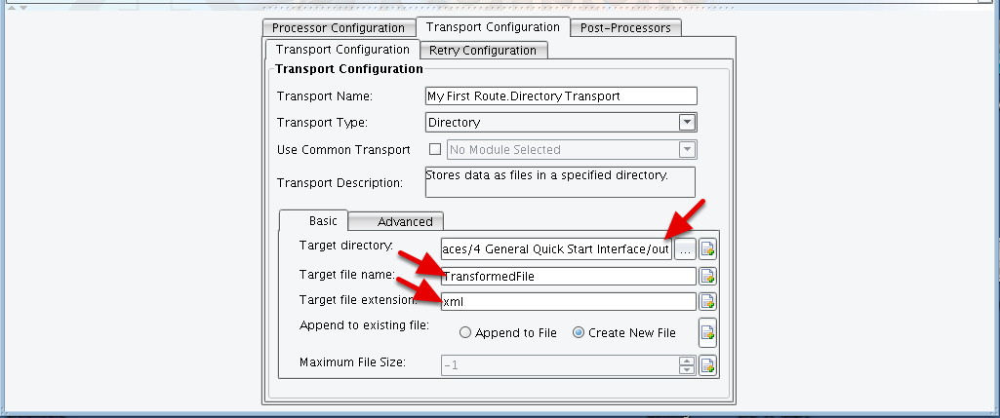 Processor Configuration Transport Configuration Post-Processors
Transport Configuration Retry Configuration
Transport Configuration
Transport Name: My First Route.Directory Transport
Transport Type: Directory
Use Common Transport No Module Selected
Transport Description: Stores data as files in a specified directory.
Basic Advanced
Target directory: aces/4 General Quick Start Interface/out ...
Target file name: TransformedFile
Target file extension: xml
Append to existing file: Append to File Create New File
Maximum File Size: -1